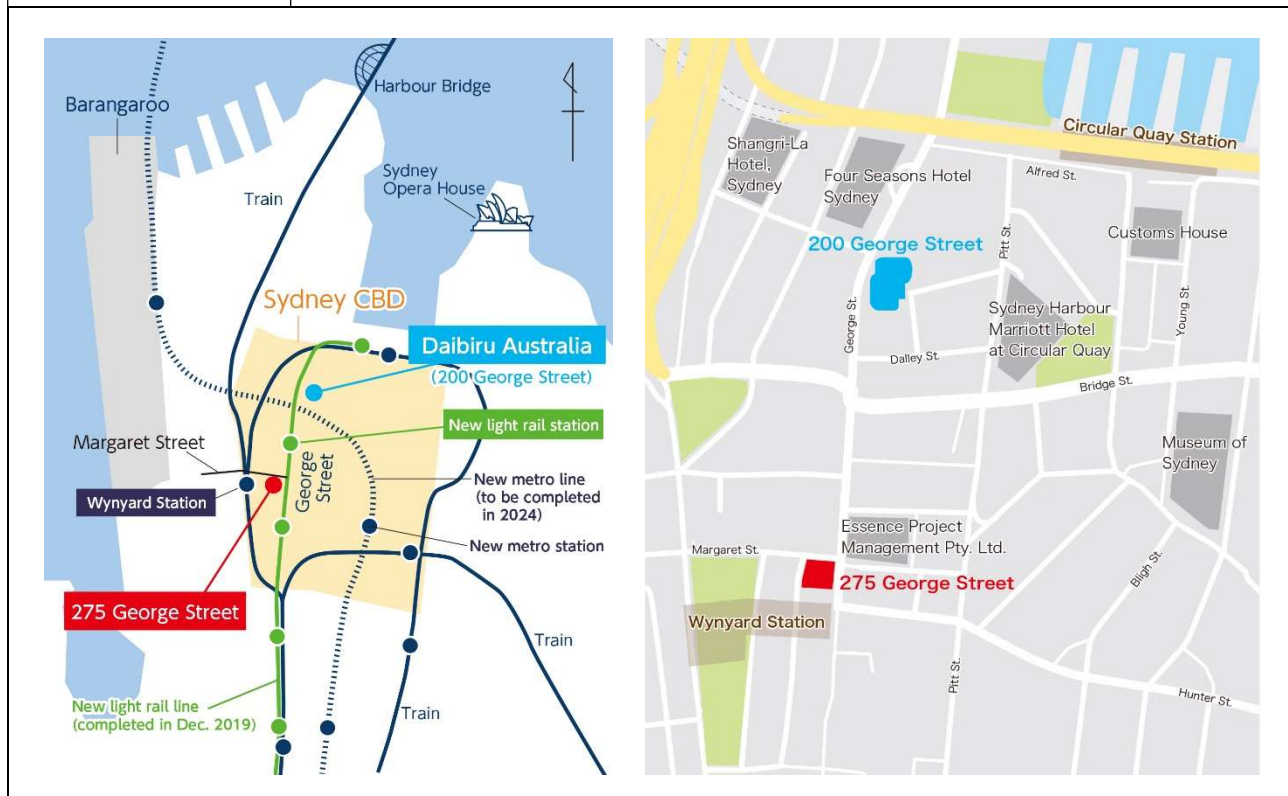 Barangaroo
Harbour Bridge
Train
Sydney
Opera House
Sydney CBD
Daibiru Australia
(200 George Street)
New light rail station
Margaret Street
George
Street
Wynyard Station
New metro line
(to be completed
in 2024)
New metro station
275 George Street
Train
New light rail line
(completed in Dec. 2019)
Train
Circular Quay Station
Shangri-La
Hotel,
Sydney
Four Seasons Hotel
Sydney
Alfred St.
Pitt St.
Customs House
200 George Street
Young St.
George St.
Sydney Harbour
Marriott Hotel
at Circular Quay
Dalley St.
Bridge St.
Museum of
Sydney
Essence Project
Management Pty. Ltd.
Margaret St.
275 George Street
Bligh St.
Wynyard Station
Pitt St.
Hunter St.